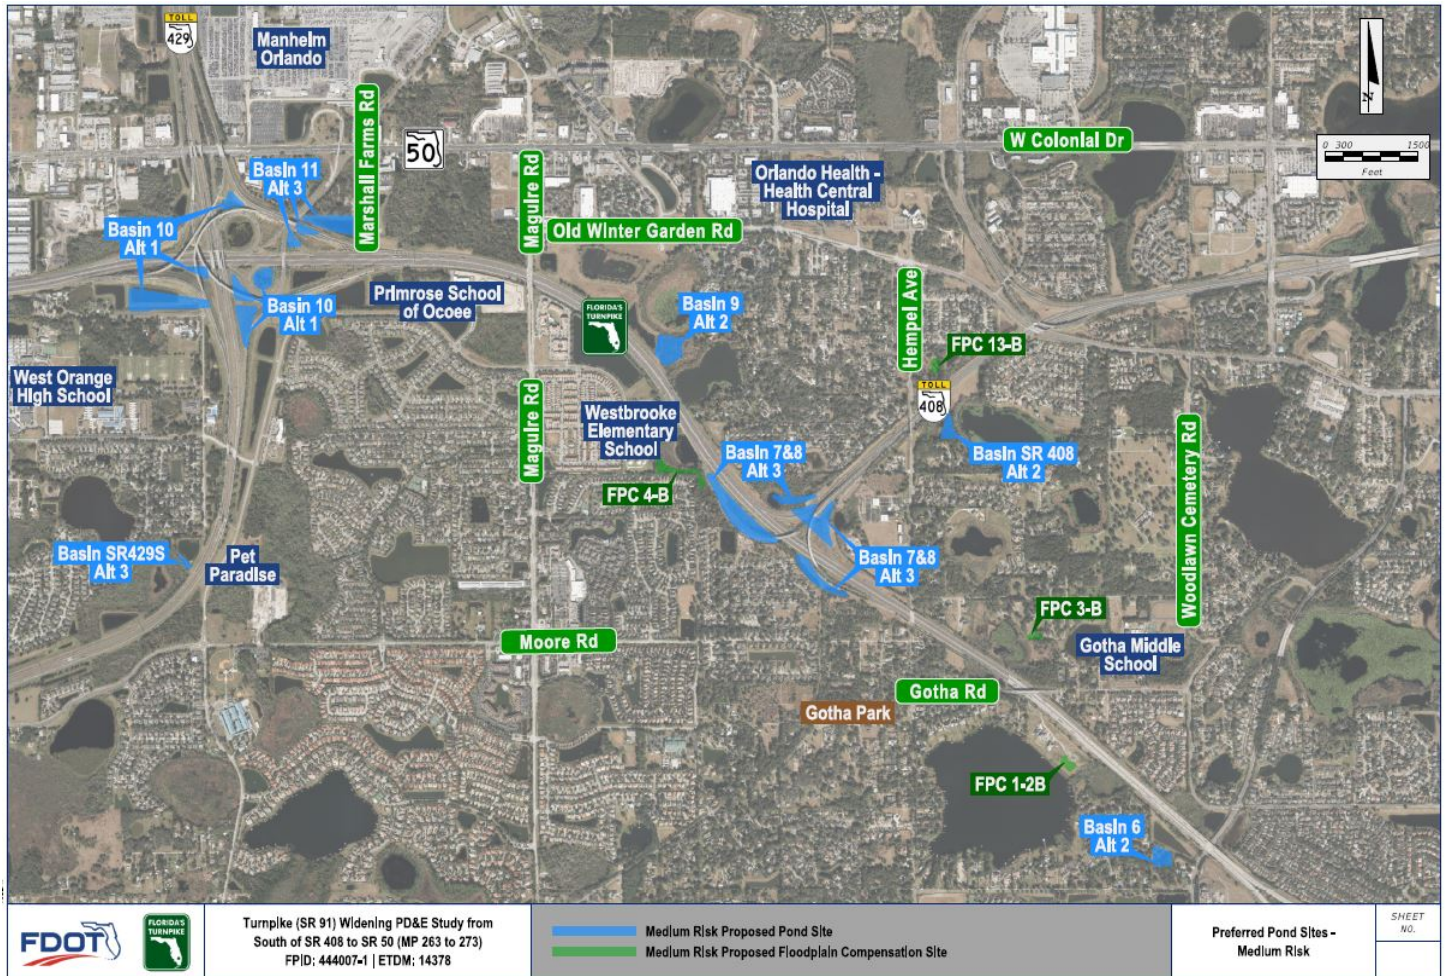 TOLL
429
Manheim
Orlando
Marshall Farms Rd
50
Maguire Rd
W Colonial Dr
N
0 300 1500
Feet
Basin 11
Alt 3
Orlando Health -
Health Central
Hospital
Basin 10
Alt 1
Old Winter Garden Rd
Basin 10
Alt 1
Primrose School
of Ocoee
FLORIDA'S
TURNPIKE
Basin 9
Alt 2
Hempel Ave
FPC 13-B
West Orange
High School
Maguire Rd
TOLL
408
Westbrooke
Elementary
School
Basin 7&8
Alt 3
Basin SR 408
Alt 2
Woodlawn Cemetery Rd
FPC 4-B
Basin SR429S
Alt 3
Pet
Paradise
Basin 7&8
Alt 3
FPC 3-B
Moore Rd
Gotha Middle
School
Gotha Rd
Gotha Park
FPC 1-2B
Basin 6
Alt 2
FDOT
FLORIDA'S
TURNPIKE
Turnpike (SR 91) Widening PD&E Study from
South of SR 408 to SR 50 (MP 263 to 273)
FPID: 444007-1 | ETDM: 14378
Medium Risk Proposed Pond Site
Medium Risk Proposed Floodplain Compensation Site
Preferred Pond Sites -
Medium Risk
SHEET
NO.